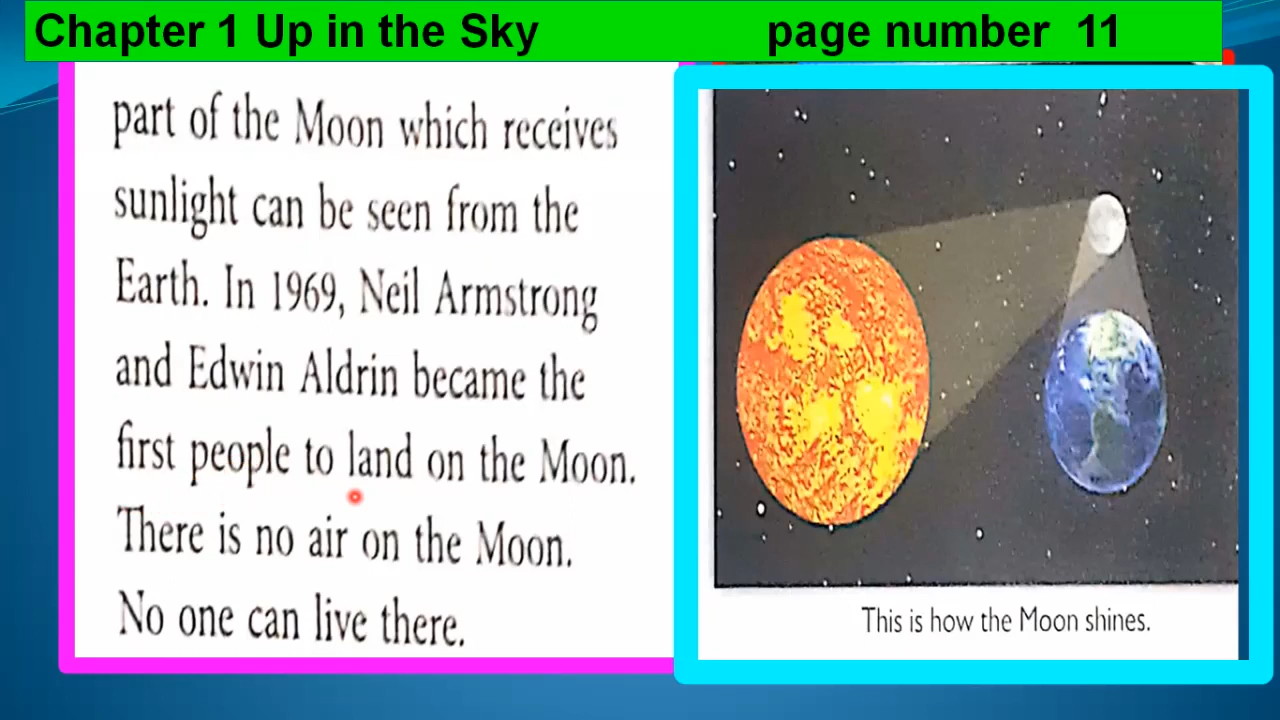 Chapter 1 Up in the Sky page number 11
part of the Moon which receives
sunlight can be seen from the
Earth. In 1969, Neil Armstrong
and Edwin Aldrin became the
first people to land on the Moon.
There is no air on the Moon.
No one can live there.
This is how the Moon shines.